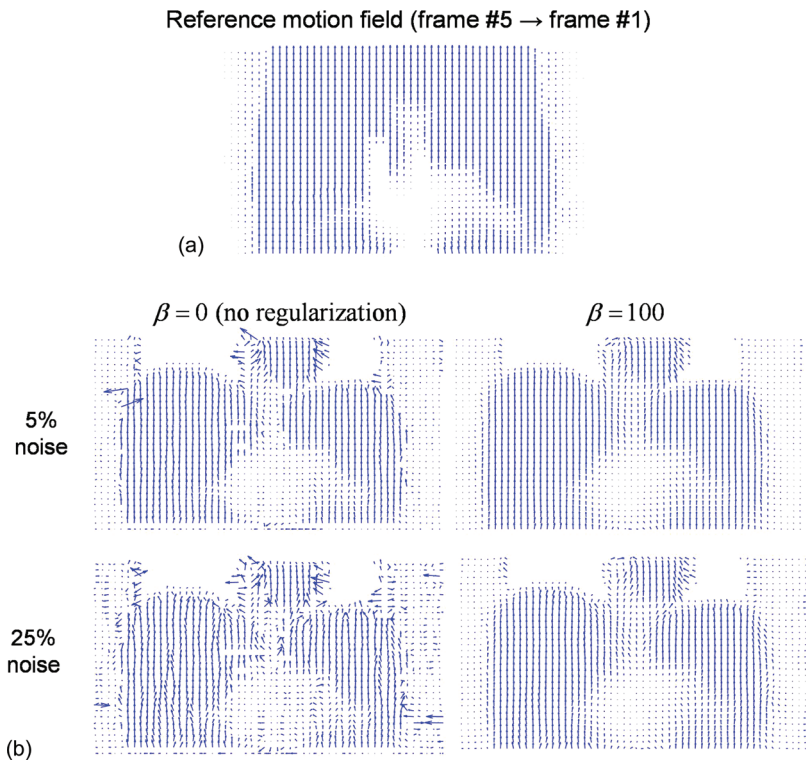 Reference motion field (frame #5 → frame #1)
(a)
β = 0 (no regularization)
β = 100
5%
noise
25%
noise
(b)